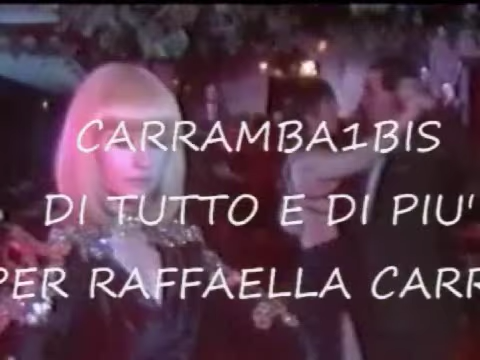 CARRAMBA1BIS
DI TUTTO E DI PIU'
PER RAFFAELLA CARR